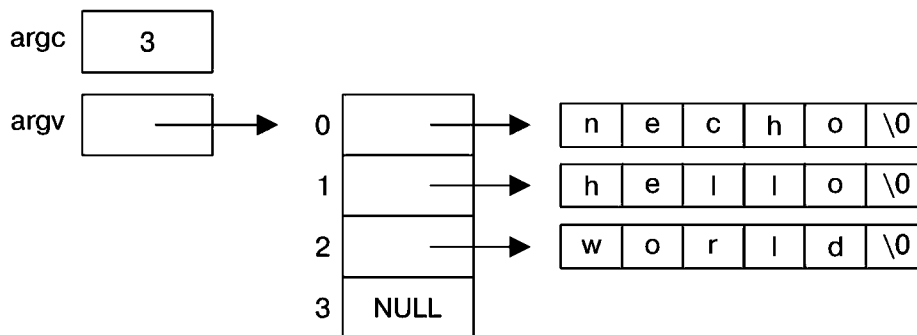 argc 3
argv
0 n e c h o \0
1 h e l l o \0
2 w o r l d \0
3 NULL